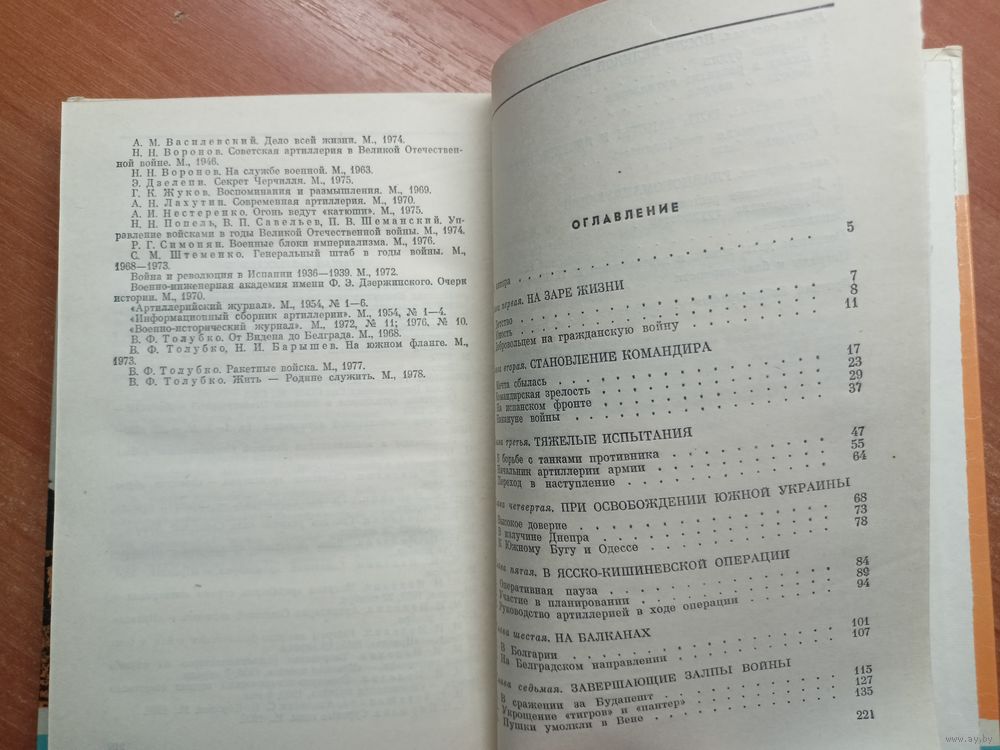 А. М. Василевский. Дело всей жизни. М., 1974.
Н. Н. Воронов. Советская артиллерия в Великой Отечествен-
ной войне. М., 1946.
Н. Н. Воронов. На службе военной. М., 1963.
Э. Дзелепи. Секрет Черчилля. М., 1975.
Г. К. Жуков. Воспоминания и размышления. М., 1969.
А. Н. Лахутин. Современная артиллерия. М., 1970.
А. И. Нестеренко. Огонь ведут «катюши». М., 1975.
Н. Н. Попель, В. П. Савельев, П. В. Шеманский. Уп-
равление войсками в годы Великой Отечественной войны. М., 1974.
Р. Г. Симонян. Военные блоки империализма. М., 1976.
С. М. Штеменко. Генеральный штаб в годы войны. М.,
1968—1973.
Война и революция в Испании 1936—1939. М., 1972.
Военно-инженерная академия имени Ф. Э. Дзержинского. Очерк
истории. М., 1970.
«Артиллерийский журнал». М., 1954, № 1—6.
«Информационный сборник артиллерии». М., 1954, № 1—4.
«Военно-исторический журнал». М., 1972, № 11; 1976, № 10.
В. Ф. Толубко. От Видена до Белграда. М., 1968.
В. Ф. Толубко, Н. И. Барышев. На южном фланге. М.,
1973.
В. Ф. Толубко. Ракетные войска. М., 1977.
В. Ф. Толубко. Жить — Родине служить. М., 1978.
ОГЛАВЛЕНИЕ
автора . . . 5
первая. НА ЗАРЕ ЖИЗНИ
Детство . . . 7
Юность . . . 8
Добровольцем на гражданскую войну . . . 11
вторая. СТАНОВЛЕНИЕ КОМАНДИРА
Мечта сбылась . . . 17
Командирская зрелость . . . 23
На испанском фронте . . . 29
Накануне войны . . . 37
третья. ТЯЖЕЛЫЕ ИСПЫТАНИЯ
В борьбе с танками противника . . . 47
Начальник артиллерии армии . . . 55
Переход в наступление . . . 64
четвертая. ПРИ ОСВОБОЖДЕНИИ ЮЖНОЙ УКРАИНЫ
Высокое доверие . . . 68
В излучине Днепра . . . 73
К Южному Бугу и Одессе . . . 78
пятая. В ЯССКО-КИШИНЕВСКОЙ ОПЕРАЦИИ
Оперативная пауза . . . 84
Участие в планировании . . . 89
Руководство артиллерией в ходе операции . . . 94
шестая. НА БАЛКАНАХ
В Болгарии . . . 101
На Белградском направлении . . . 107
седьмая. ЗАВЕРШАЮЩИЕ ЗАЛПЫ ВОЙНЫ
В сражении за Будапешт . . . 115
Укрощение «тигров» и «пантер» . . . 127
Пушки умолкли в Вене . . . 135
221
www.ay.by